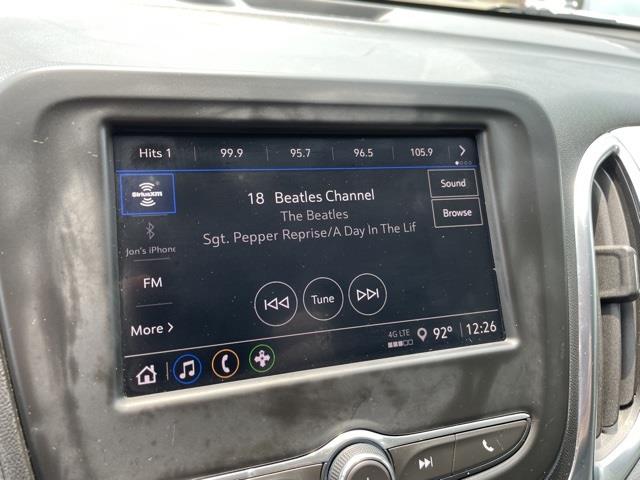 Hits 1 99.9 95.7 96.5 105.9
SiriusXM
18 Beatles Channel
Sound
The Beatles
Browse
Sgt. Pepper Reprise/A Day In The Lif
Jon's iPhone
FM
Tune
More
4G LTE
92° 12:26